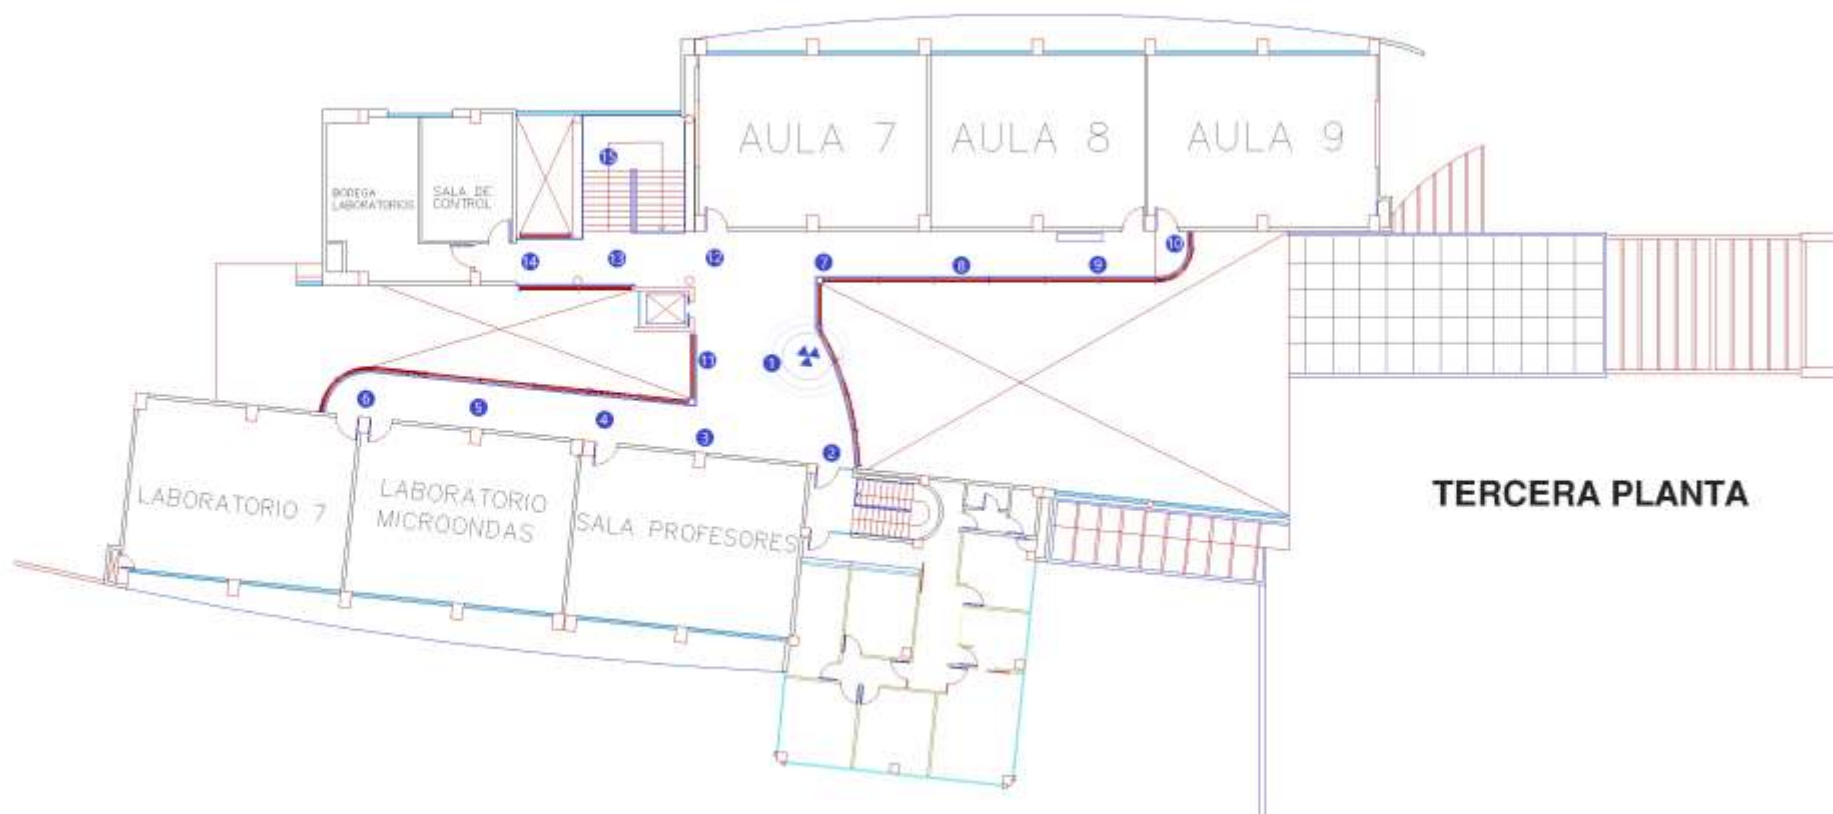 AULA 7
AULA 8
AULA 9
15
BODEGA
LABORATORIOS
SALA DE
CONTROL
14
13
12
7
8
9
10
11
1
6
5
4
3
2
LABORATORIO 7
LABORATORIO
MICROONDAS
SALA PROFESORES
TERCERA PLANTA